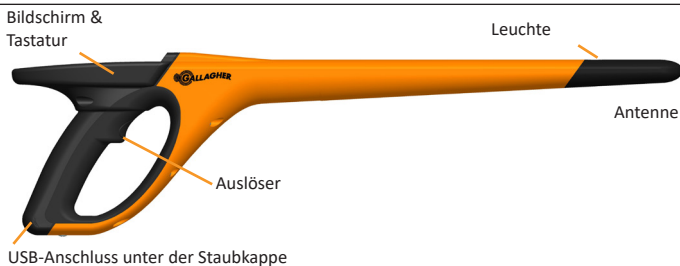 Bildschirm &
Tastatur
Leuchte
GALLAGHER
Antenne
Auslöser
USB-Anschluss unter der Staubkappe